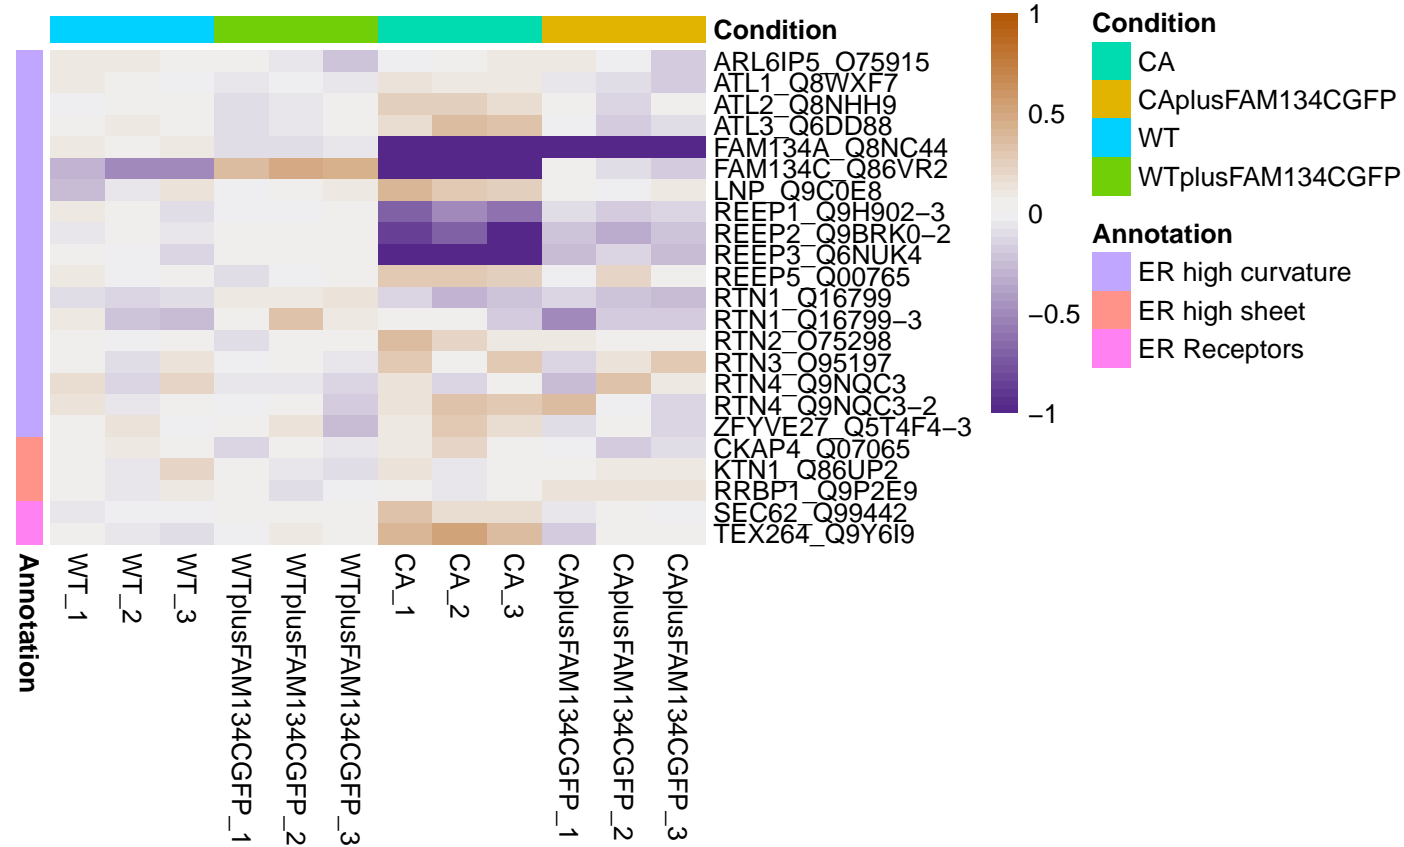 Condition
ARL6IP5_O75915
ATL1_Q8WXF7
ATL2_Q8NHH9
ATL3_Q6DD88
FAM134A_Q8NC44
FAM134C_Q86VR2
LNP_Q9C0E8
REEP1_Q9H902−3
REEP2_Q9BRK0−2
REEP3_Q6NUK4
REEP5_Q00765
RTN1_Q16799
RTN1_Q16799−3
RTN2_O75298
RTN3_O95197
RTN4_Q9NQC3
RTN4_Q9NQC3−2
ZFYVE27_Q5T4F4−3
CKAP4_Q07065
KTN1_Q86UP2
RRBP1_Q9P2E9
SEC62_Q99442
TEX264_Q9Y6I9
Annotation
WT_1
WT_2
WT_3
WTplusFAM134CGFP_1
WTplusFAM134CGFP_2
WTplusFAM134CGFP_3
CA_1
CA_2
CA_3
CAplusFAM134CGFP_1
CAplusFAM134CGFP_2
CAplusFAM134CGFP_3
1
0.5
0
−0.5
−1
Condition
CA
CAplusFAM134CGFP
WT
WTplusFAM134CGFP
Annotation
ER high curvature
ER high sheet
ER Receptors